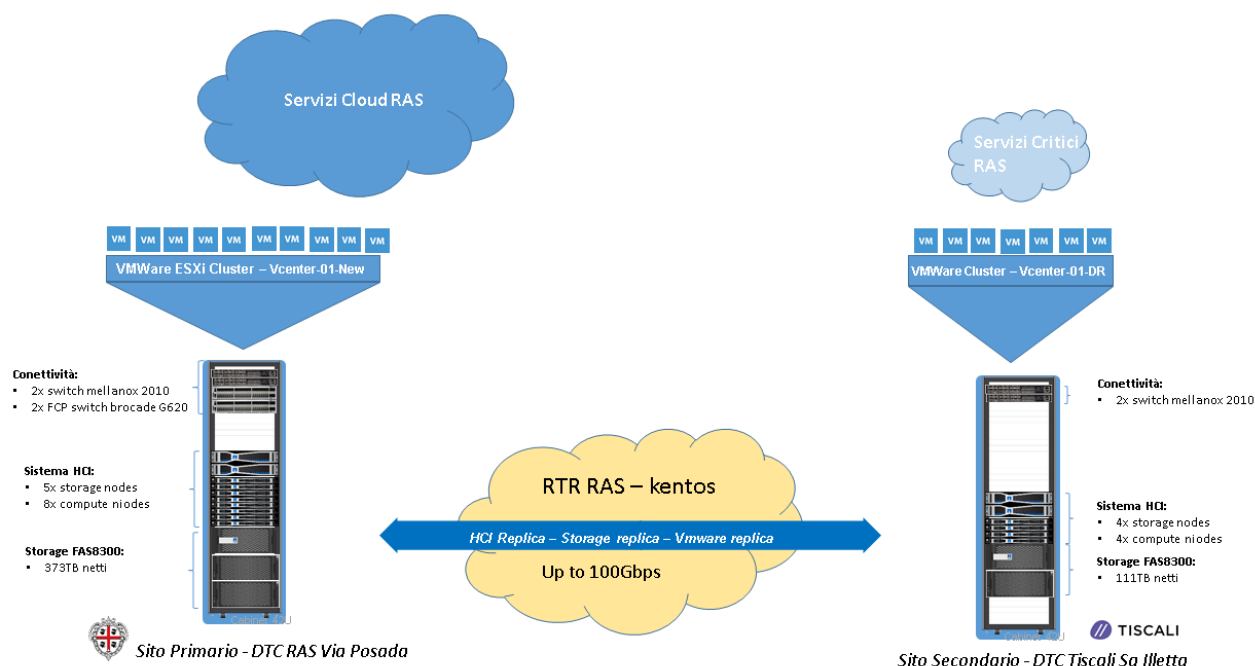 Servizi Cloud RAS
Servizi Critici
RAS
VM VM VM VM VM VM VM VM VM VM
VMWare ESXi Cluster – Vcenter-01-New
VM VM VM VM VM VM VM
VMWare Cluster – Vcenter-01-DR
Conettività:
▪ 2x switch mellanox 2010
▪ 2x FCP switch brocade G620
Sistema HCI:
▪ 5x storage nodes
▪ 8x compute niodes
Storage FAS8300:
▪ 373TB netti
RTR RAS – kentos
HCI Replica – Storage replica – Vmware replica
Up to 100Gbps
Conettività:
▪ 2x switch mellanox 2010
Sistema HCI:
▪ 4x storage nodes
▪ 4x compute niodes
Storage FAS8300:
▪ 111TB netti
Sito Primario - DTC RAS Via Posada
TISCALI
Sito Secondario - DTC Tiscali Sa Illetta